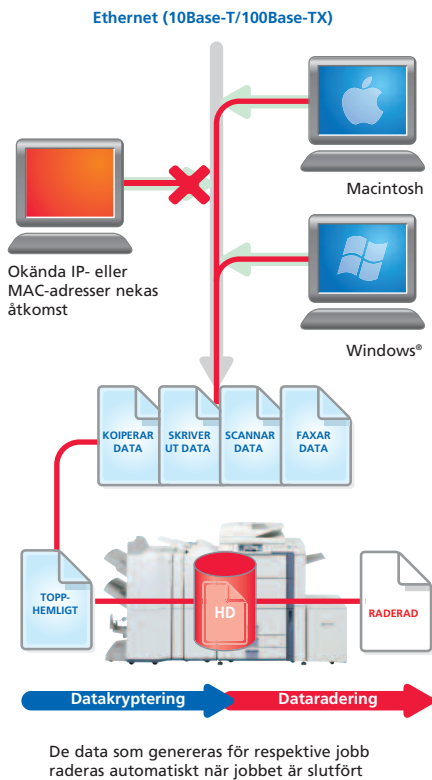 Ethernet (10Base-T/100Base-TX)
Macintosh
Okända IP- eller
MAC-adresser nekas
åtkomst
Windows®
KOIPERAR
DATA
SKRIVER
UT DATA
SCANNAR
DATA
FAXAR
DATA
TOPP-
HEMLIGT
HD
RADERAD
Datakryptering
Dataradering
De data som genereras för respektive jobb
raderas automatiskt när jobbet är slutfört